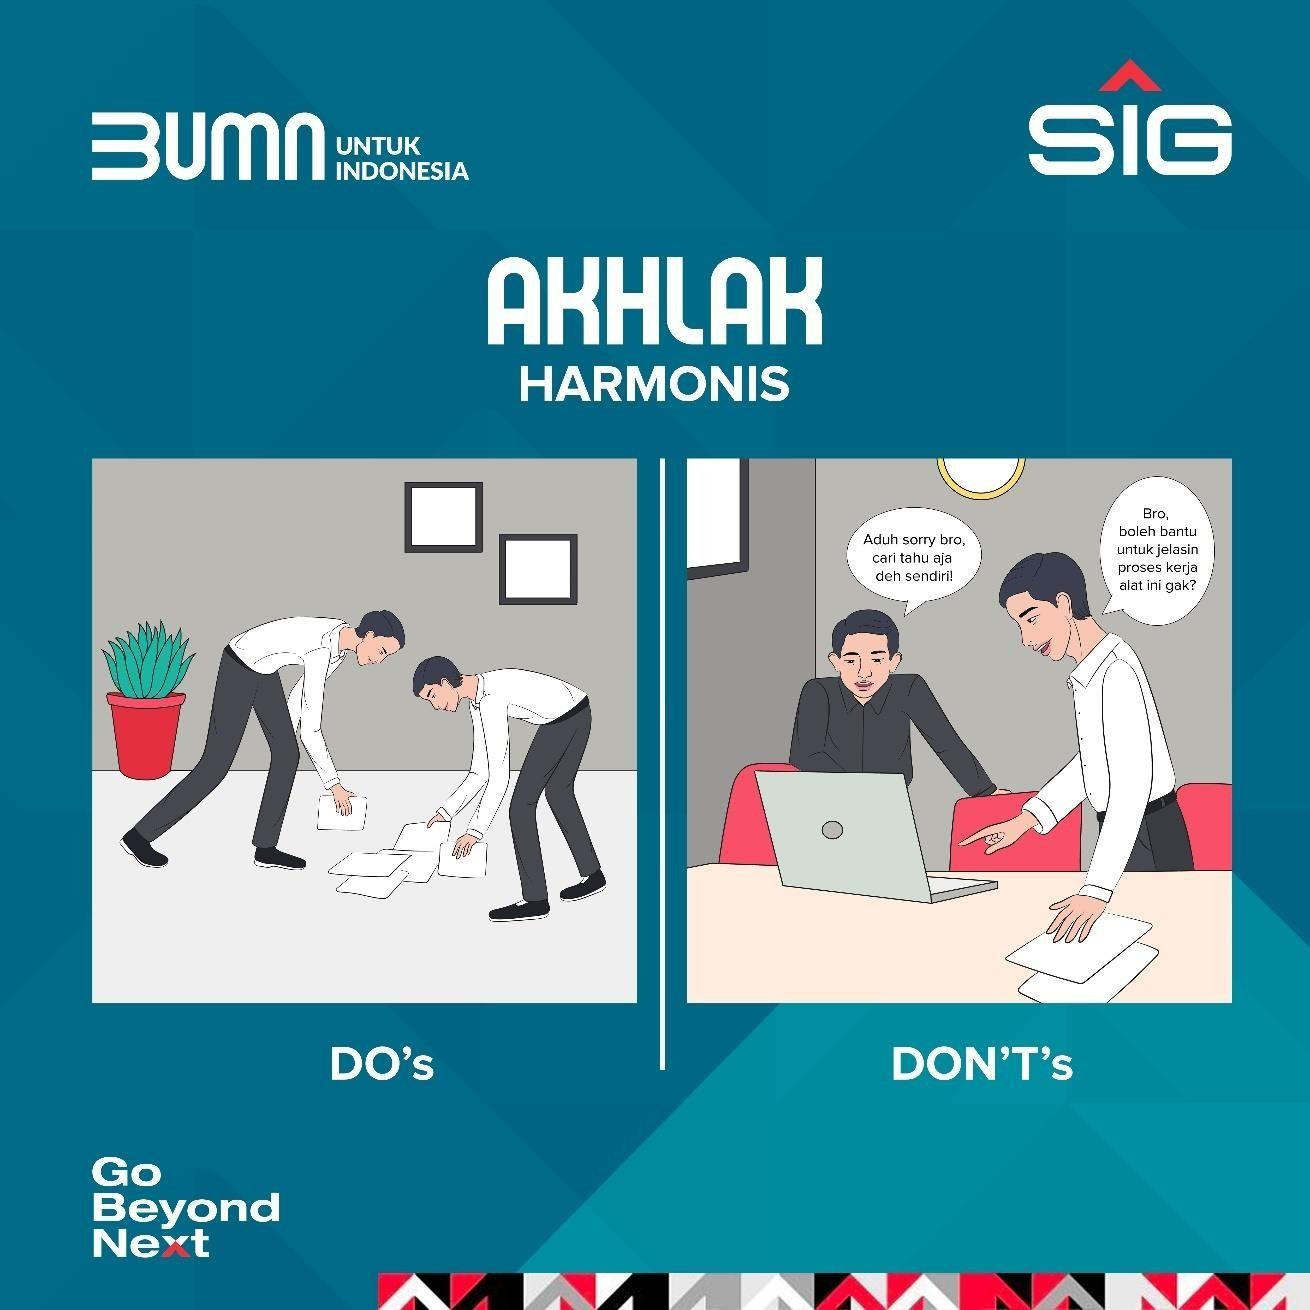 BUMN UNTUK
INDONESIA
SIG
AKHLAK
HARMONIS
Aduh sorry bro,
cari tahu aja
deh sendiri!
Bro,
boleh bantu
untuk jelasin
proses kerja
alat ini gak?
DO's
DON'T's
Go
Beyond
Next